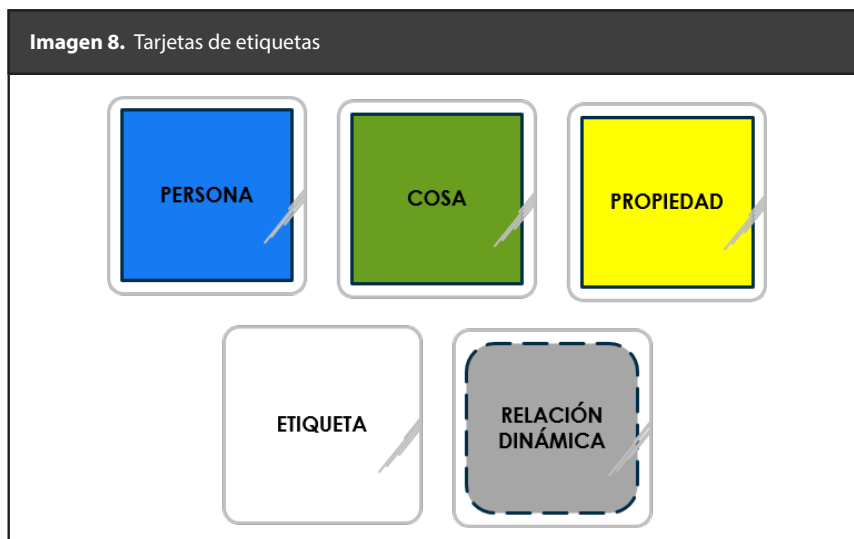 Imagen 8. Tarjetas de etiquetas
PERSONA
COSA
PROPIEDAD
ETIQUETA
RELACIÓN
DINÁMICA